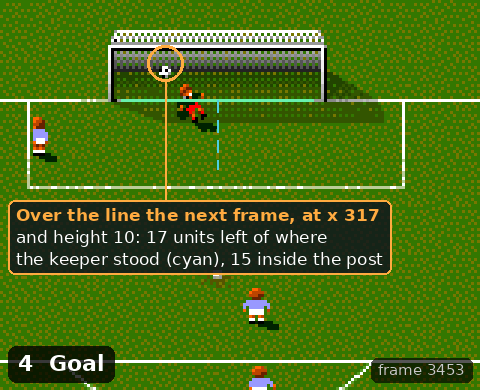 Over the line the next frame, at x 317
and height 10: 17 units left of where
the keeper stood (cyan), 15 inside the post
4 Goal
frame 3453